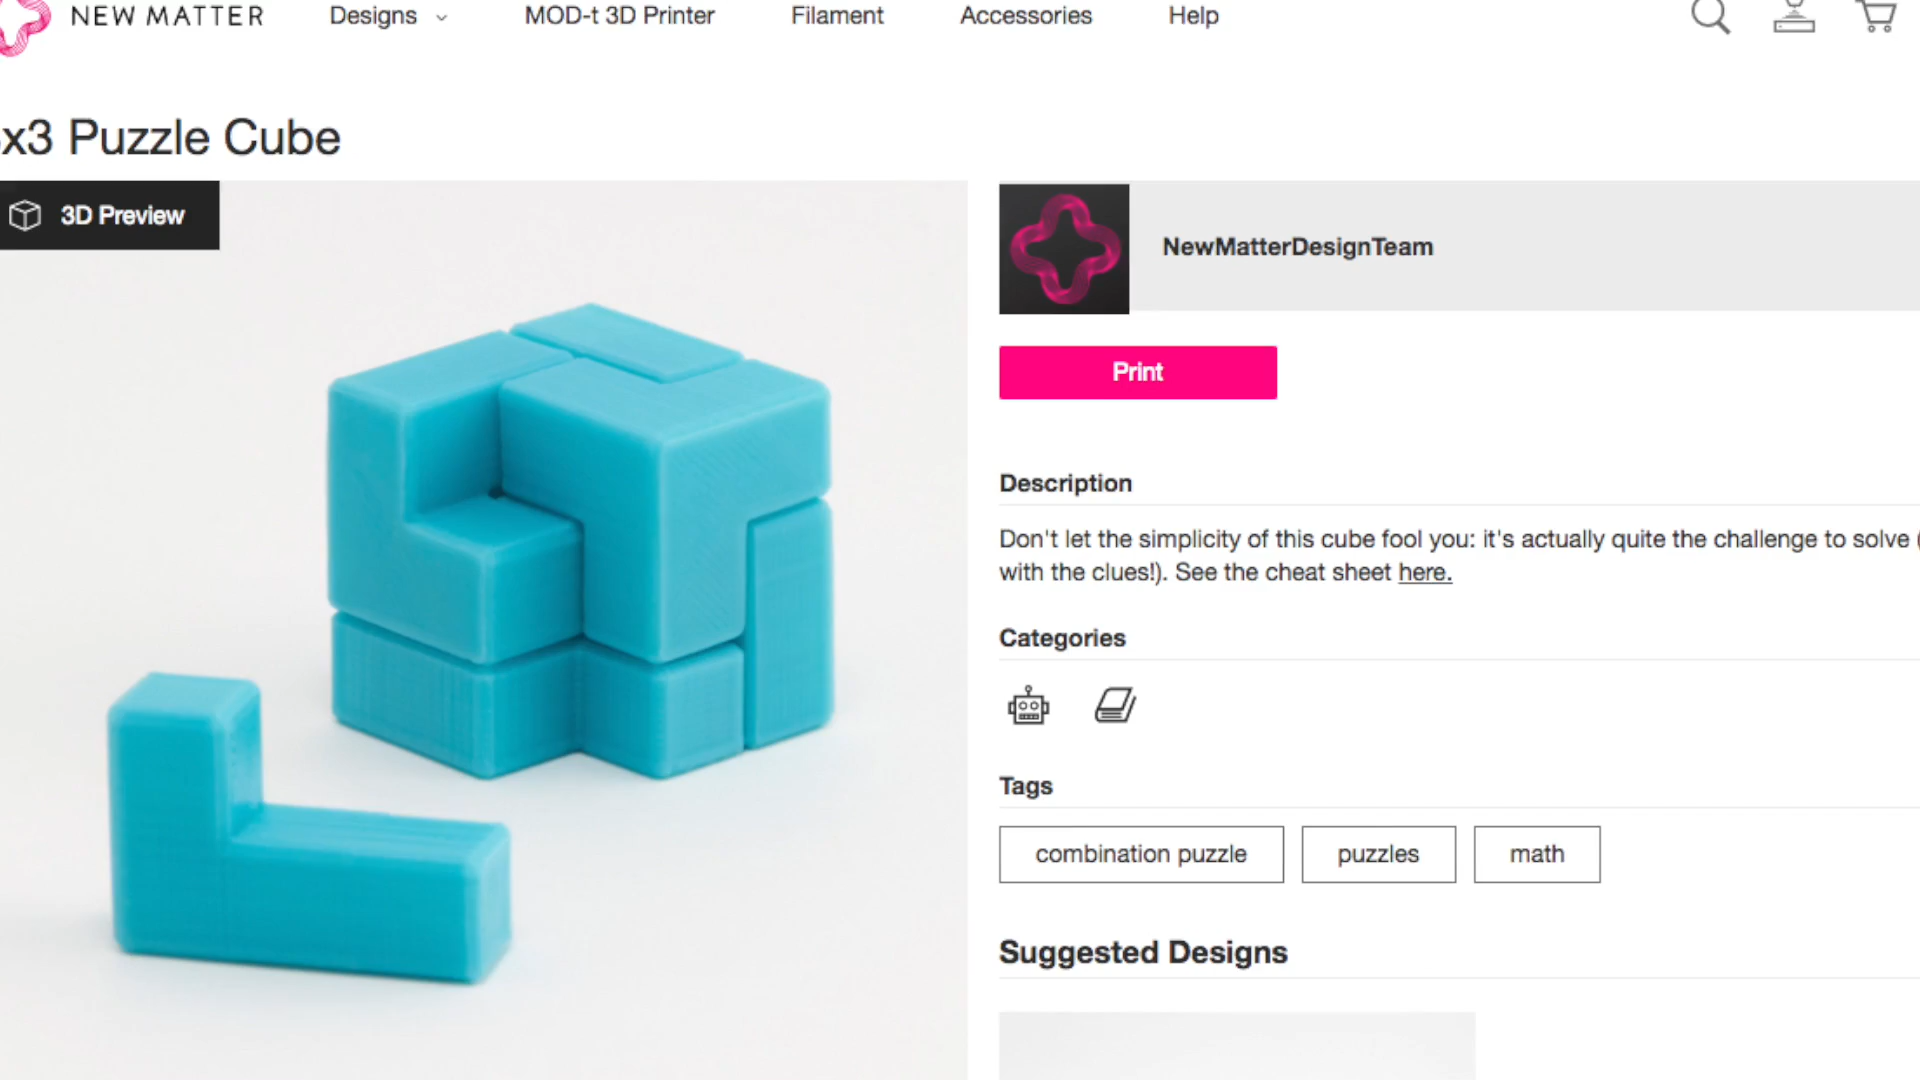 NEW MATTER
Designs
MOD-t 3D Printer
Filament
Accessories
Help
x3 Puzzle Cube
3D Preview
NewMatterDesignTeam
Print
Description
Don't let the simplicity of this cube fool you: it's actually quite the challenge to solve (
with the clues!). See the cheat sheet here.
Categories
Tags
combination puzzle
puzzles
math
Suggested Designs